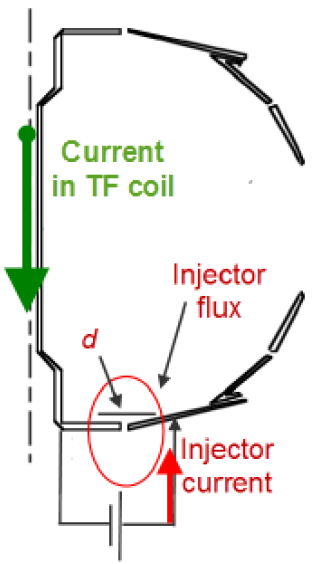 Current
in TF coil
Injector
flux
d
Injector
current